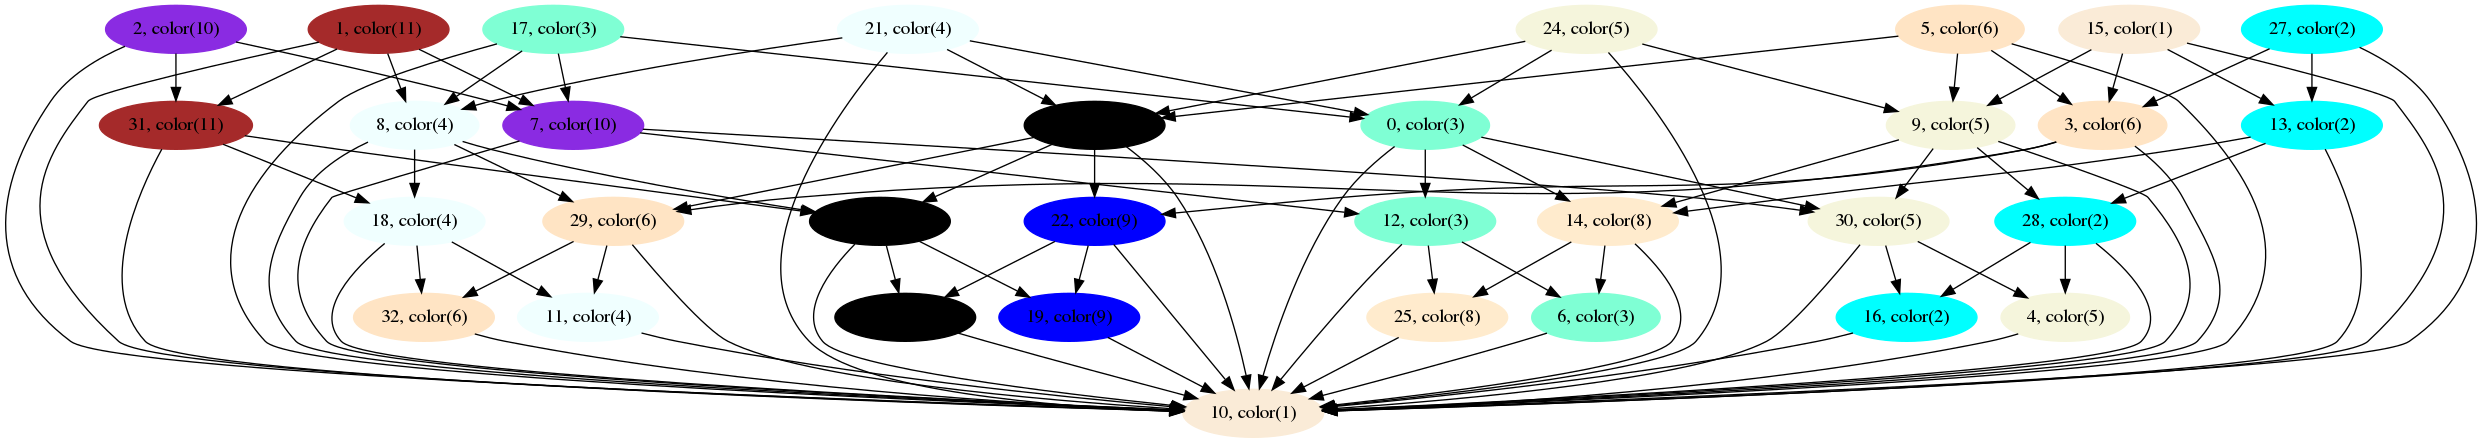 2, color(10)
1, color(11)
17, color(3)
21, color(4)
24, color(5)
5, color(6)
15, color(1)
27, color(2)
31, color(11)
8, color(4)
7, color(10)
0, color(3)
9, color(5)
3, color(6)
13, color(2)
18, color(4)
29, color(6)
22, color(9)
12, color(3)
14, color(8)
30, color(5)
28, color(2)
32, color(6)
11, color(4)
19, color(9)
25, color(8)
6, color(3)
16, color(2)
4, color(5)
10, color(1)